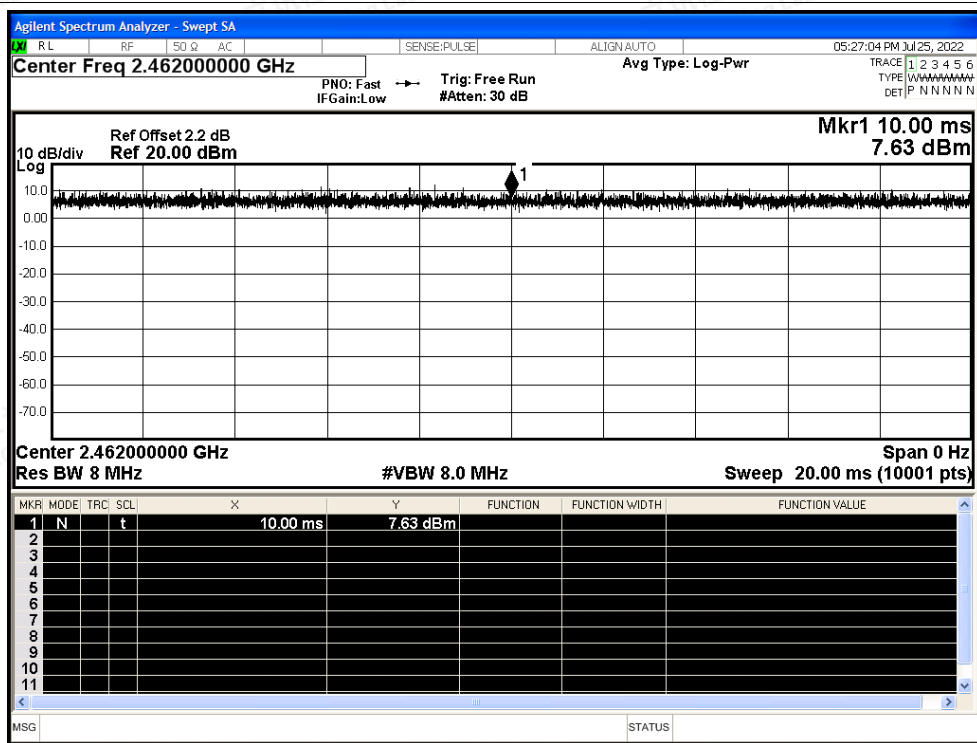 Agilent Spectrum Analyzer - Swept SA
LXI RL RF 50 Ω AC SENSE:PULSE ALIGN AUTO 05:27:04 PM Jul 25, 2022
Center Freq 2.462000000 GHz Avg Type: Log-Pwr TRACE 1 2 3 4 5 6
PNO: Fast Trig: Free Run TYPE WWWWWW
IFGain:Low #Atten: 30 dB DET P N N N N N
Mkr1 10.00 ms
Ref Offset 2.2 dB
10 dB/div Ref 20.00 dBm 7.63 dBm
Log
1
10.0
0.00
-10.0
-20.0
-30.0
-40.0
-50.0
-60.0
-70.0
Center 2.462000000 GHz Span 0 Hz
Res BW 8 MHz #VBW 8.0 MHz Sweep 20.00 ms (10001 pts)
MKR MODE TRC SCL X Y FUNCTION FUNCTION WIDTH FUNCTION VALUE
1 N t 10.00 ms 7.63 dBm
2
3
4
5
6
7
8
9
10
11
MSG STATUS